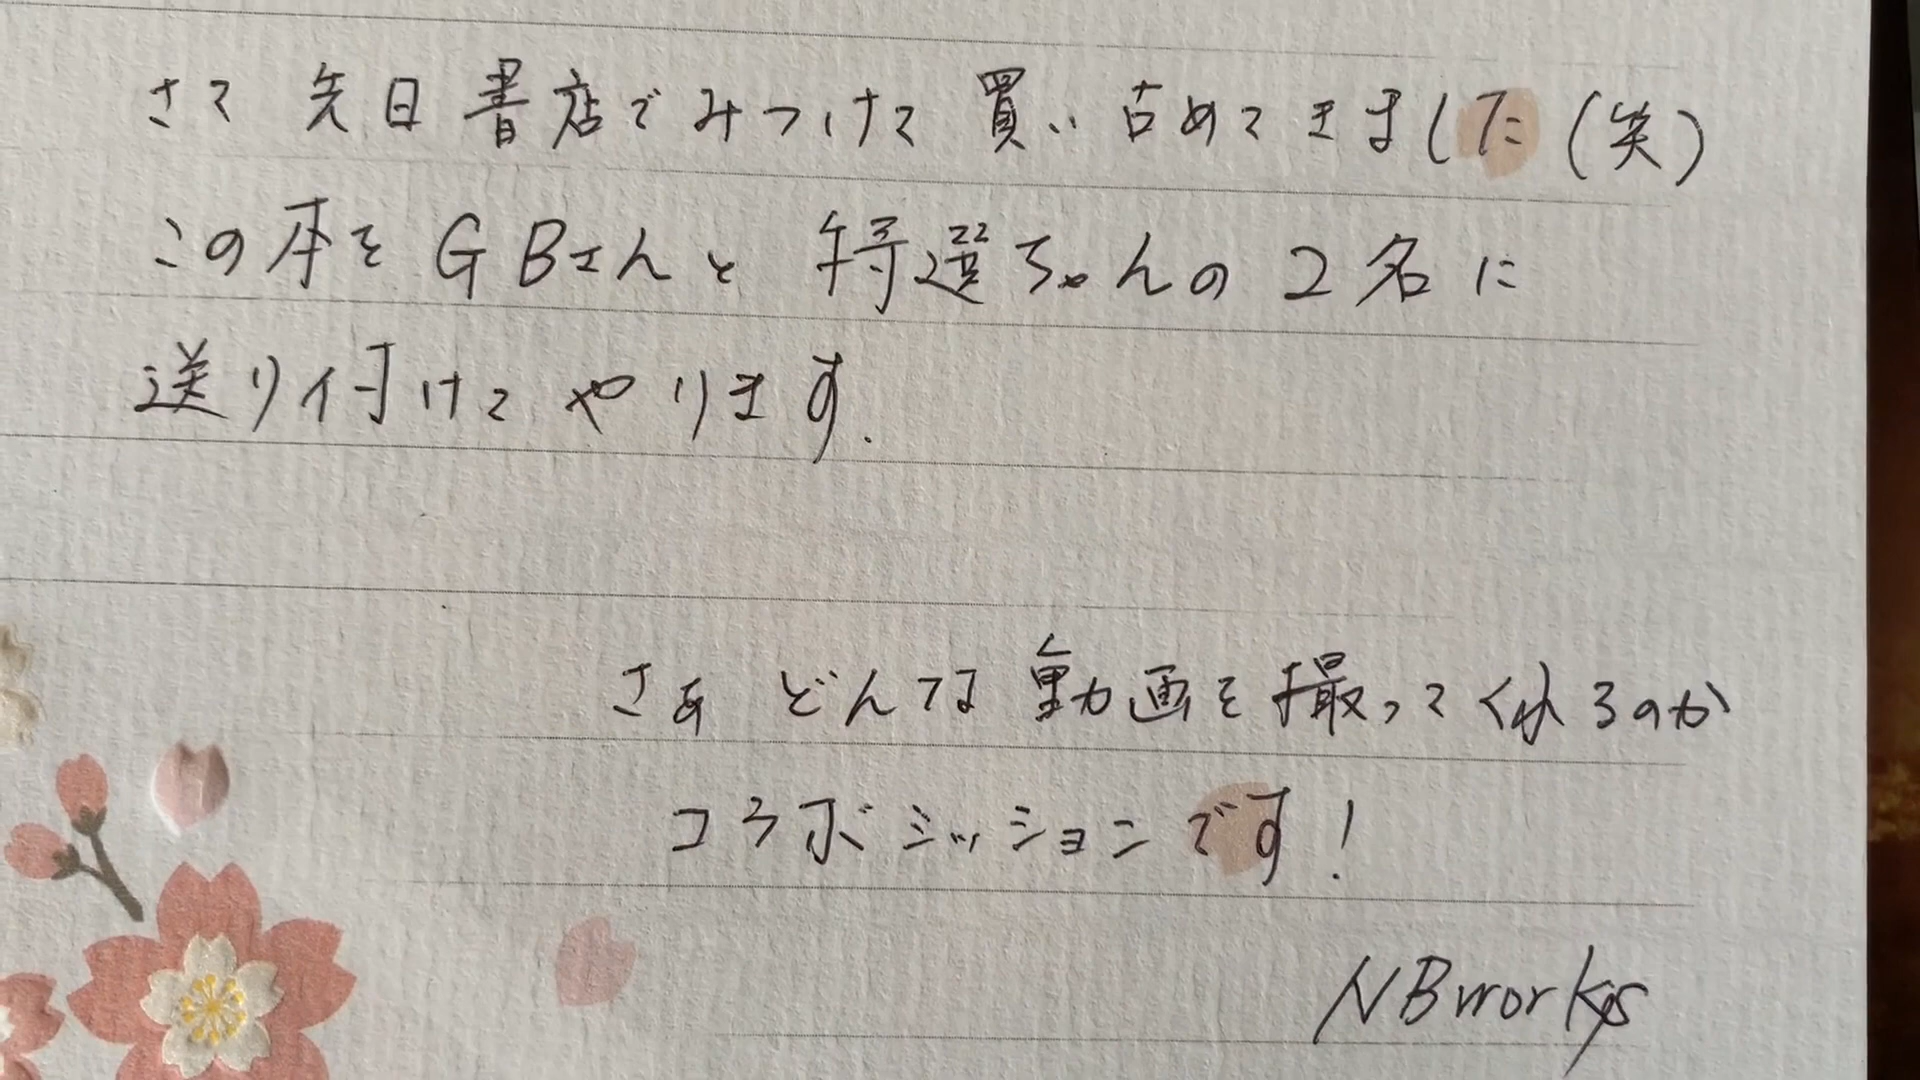 さて 先日書店でみつけて買い占めてきました(笑)
この本をGBさんと特選ちゃんの2名に
送り付けてやります.
さぁ どんな動画を撮ってくれるのか
コラボミッションです!
NBworks